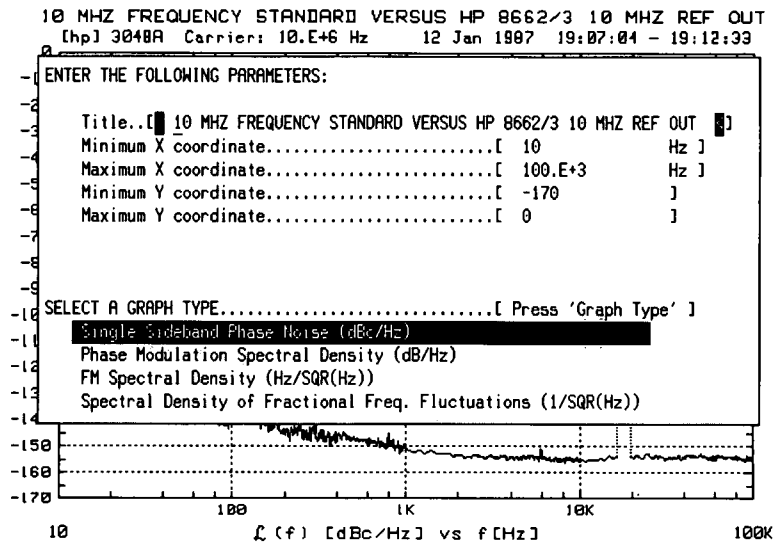 10 MHZ FREQUENCY STANDARD VERSUS HP 8662/3 10 MHZ REF OUT
[hp] 3048A Carrier: 10.E+6 Hz 12 Jan 1987 19:07:04 - 19:12:33
0
ENTER THE FOLLOWING PARAMETERS:
Title..[ 10 MHZ FREQUENCY STANDARD VERSUS HP 8662/3 10 MHZ REF OUT ]
Minimum X coordinate..........................[ 10 Hz ]
Maximum X coordinate..........................[ 100.E+3 Hz ]
Minimum Y coordinate..........................[ -170 ]
Maximum Y coordinate..........................[ 0 ]
SELECT A GRAPH TYPE...............................[ Press 'Graph Type' ]
Single Sideband Phase Noise (dBc/Hz)
Phase Modulation Spectral Density (dB/Hz)
FM Spectral Density (Hz/SQR(Hz))
Spectral Density of Fractional Freq. Fluctuations (1/SQR(Hz))
-150
-160
-170
10 100 1K 10K 100K
ℒ(f) [dBc/Hz] vs f[Hz]